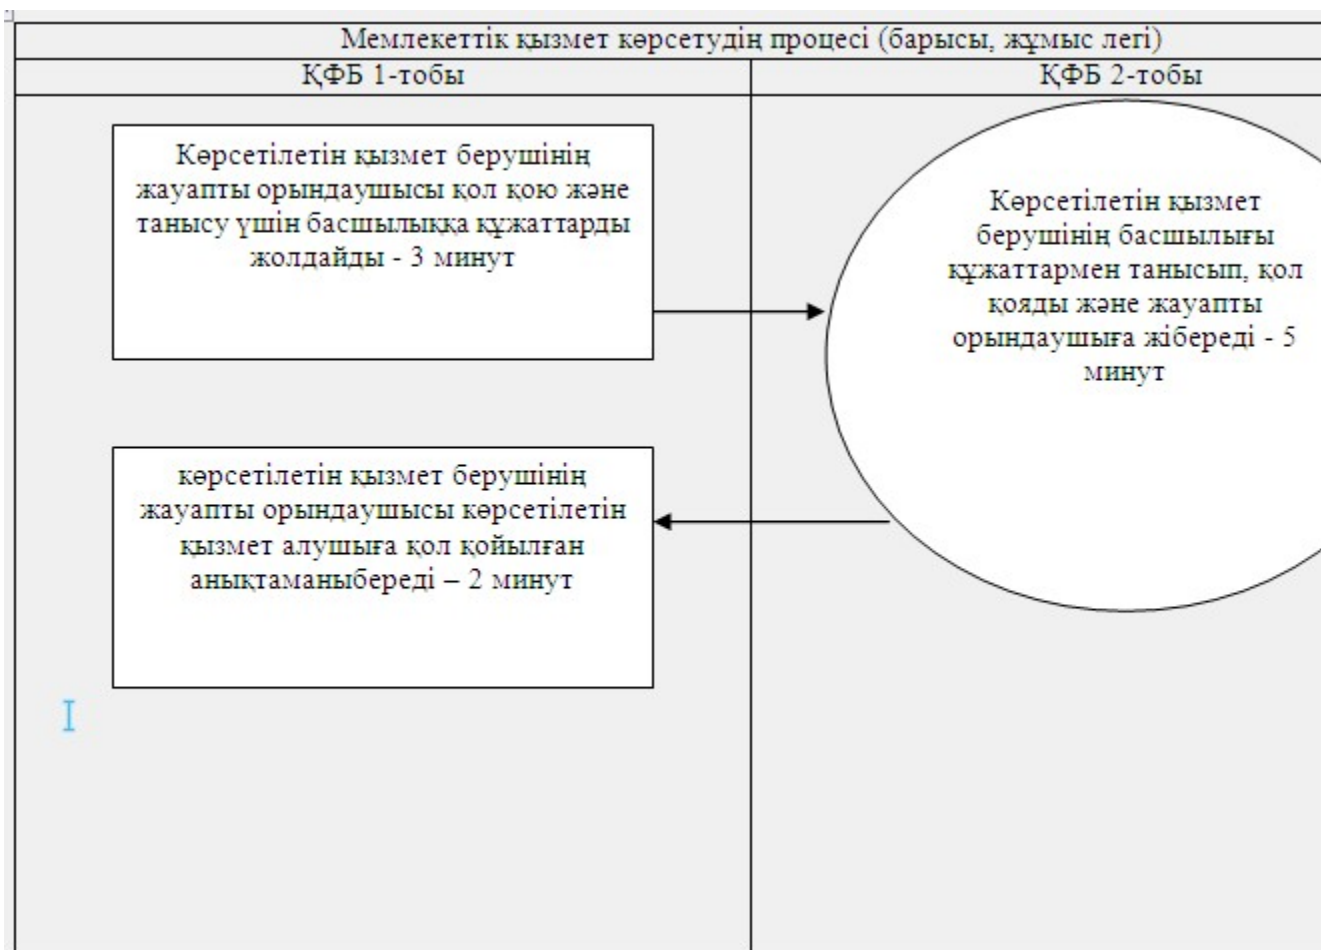 Мемлекеттік қызмет көрсетудің процесі (барысы, жұмыс легі)
ҚФБ 1-тобы
ҚФБ 2-тобы
Көрсетілетін қызмет берушінің
жауапты орындаушысы қол қою және
танысу үшін басшылыққа құжаттарды
жолдайды - 3 минут
Көрсетілетін қызмет
берушінің басшылығы
құжаттармен танысып, қол
қояды және жауапты
орындаушыға жібереді - 5
минут
көрсетілетін қызмет берушінің
жауапты орындаушысы көрсетілетін
қызмет алушыға қол қойылған
анықтаманыбереді – 2 минут